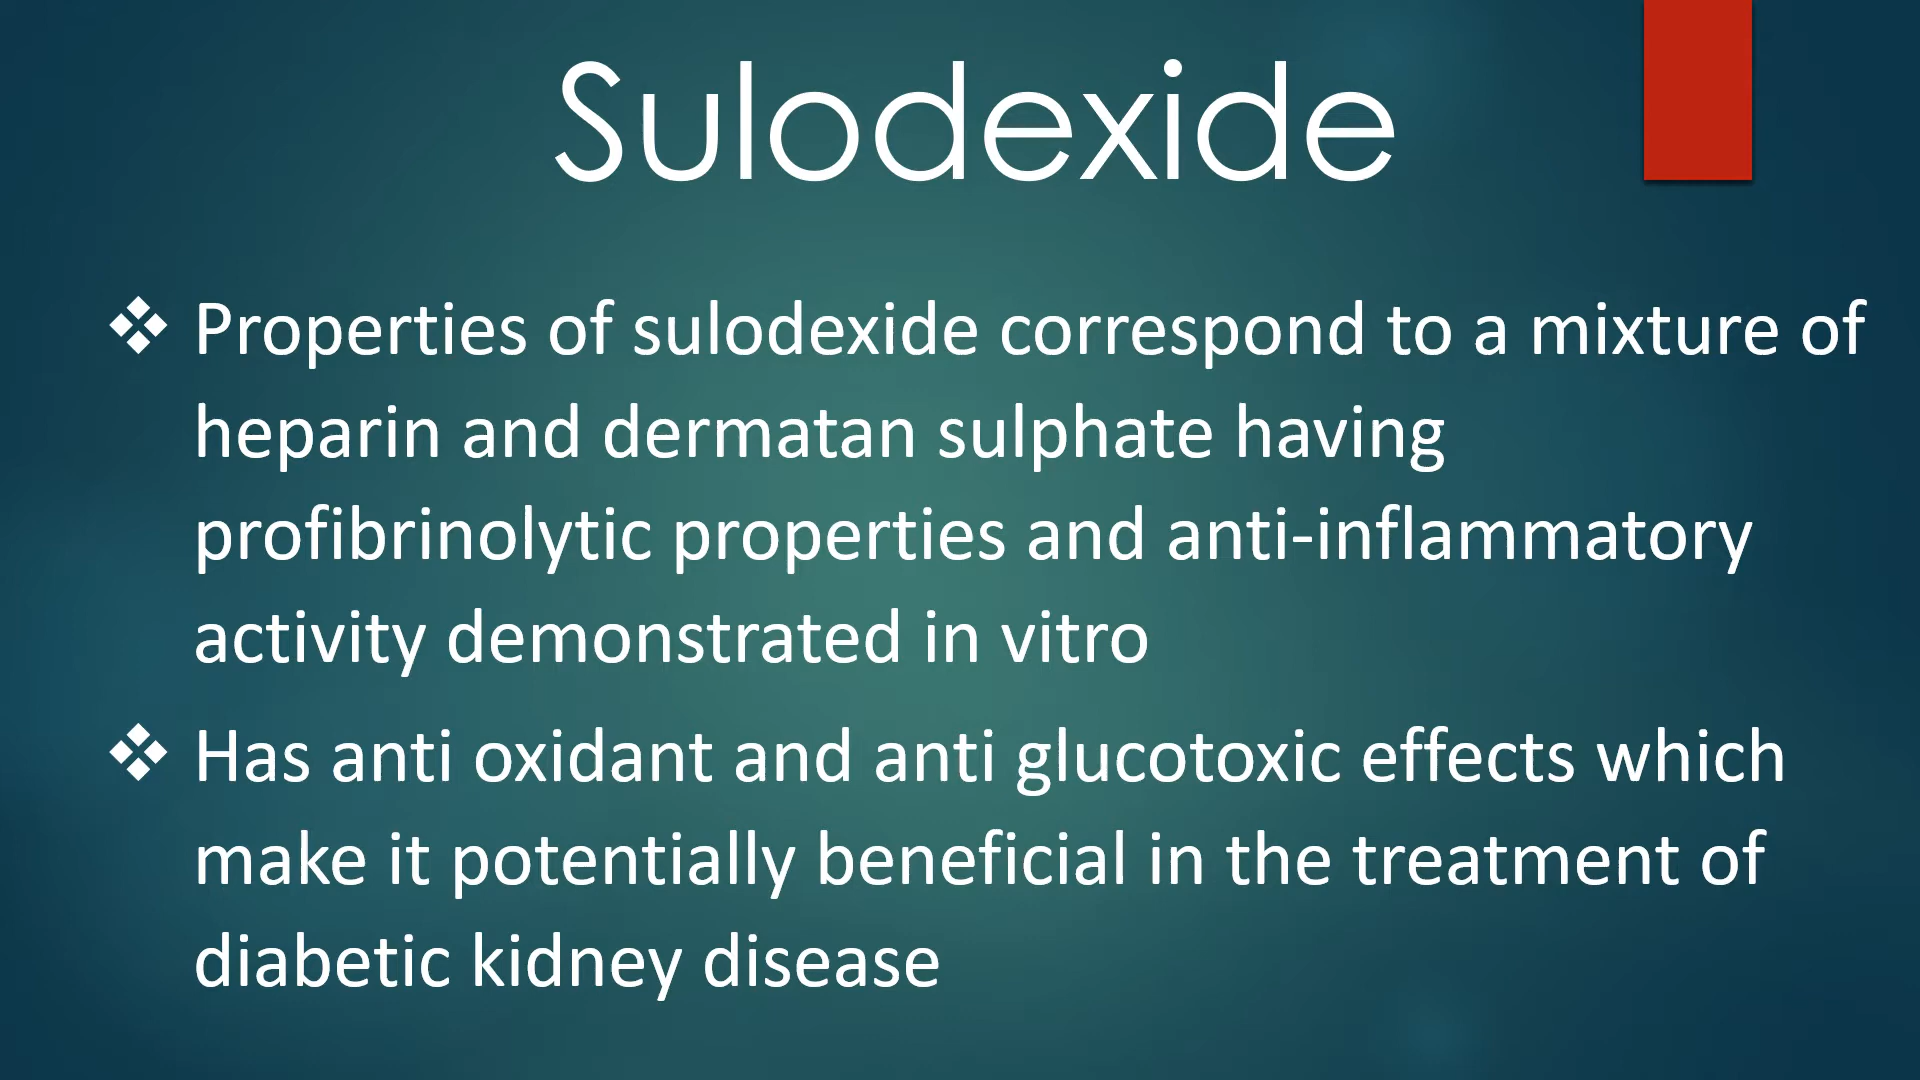 Sulodexide
❖ Properties of sulodexide correspond to a mixture of
heparin and dermatan sulphate having
profibrinolytic properties and anti-inflammatory
activity demonstrated in vitro
❖ Has anti oxidant and anti glucotoxic effects which
make it potentially beneficial in the treatment of
diabetic kidney disease